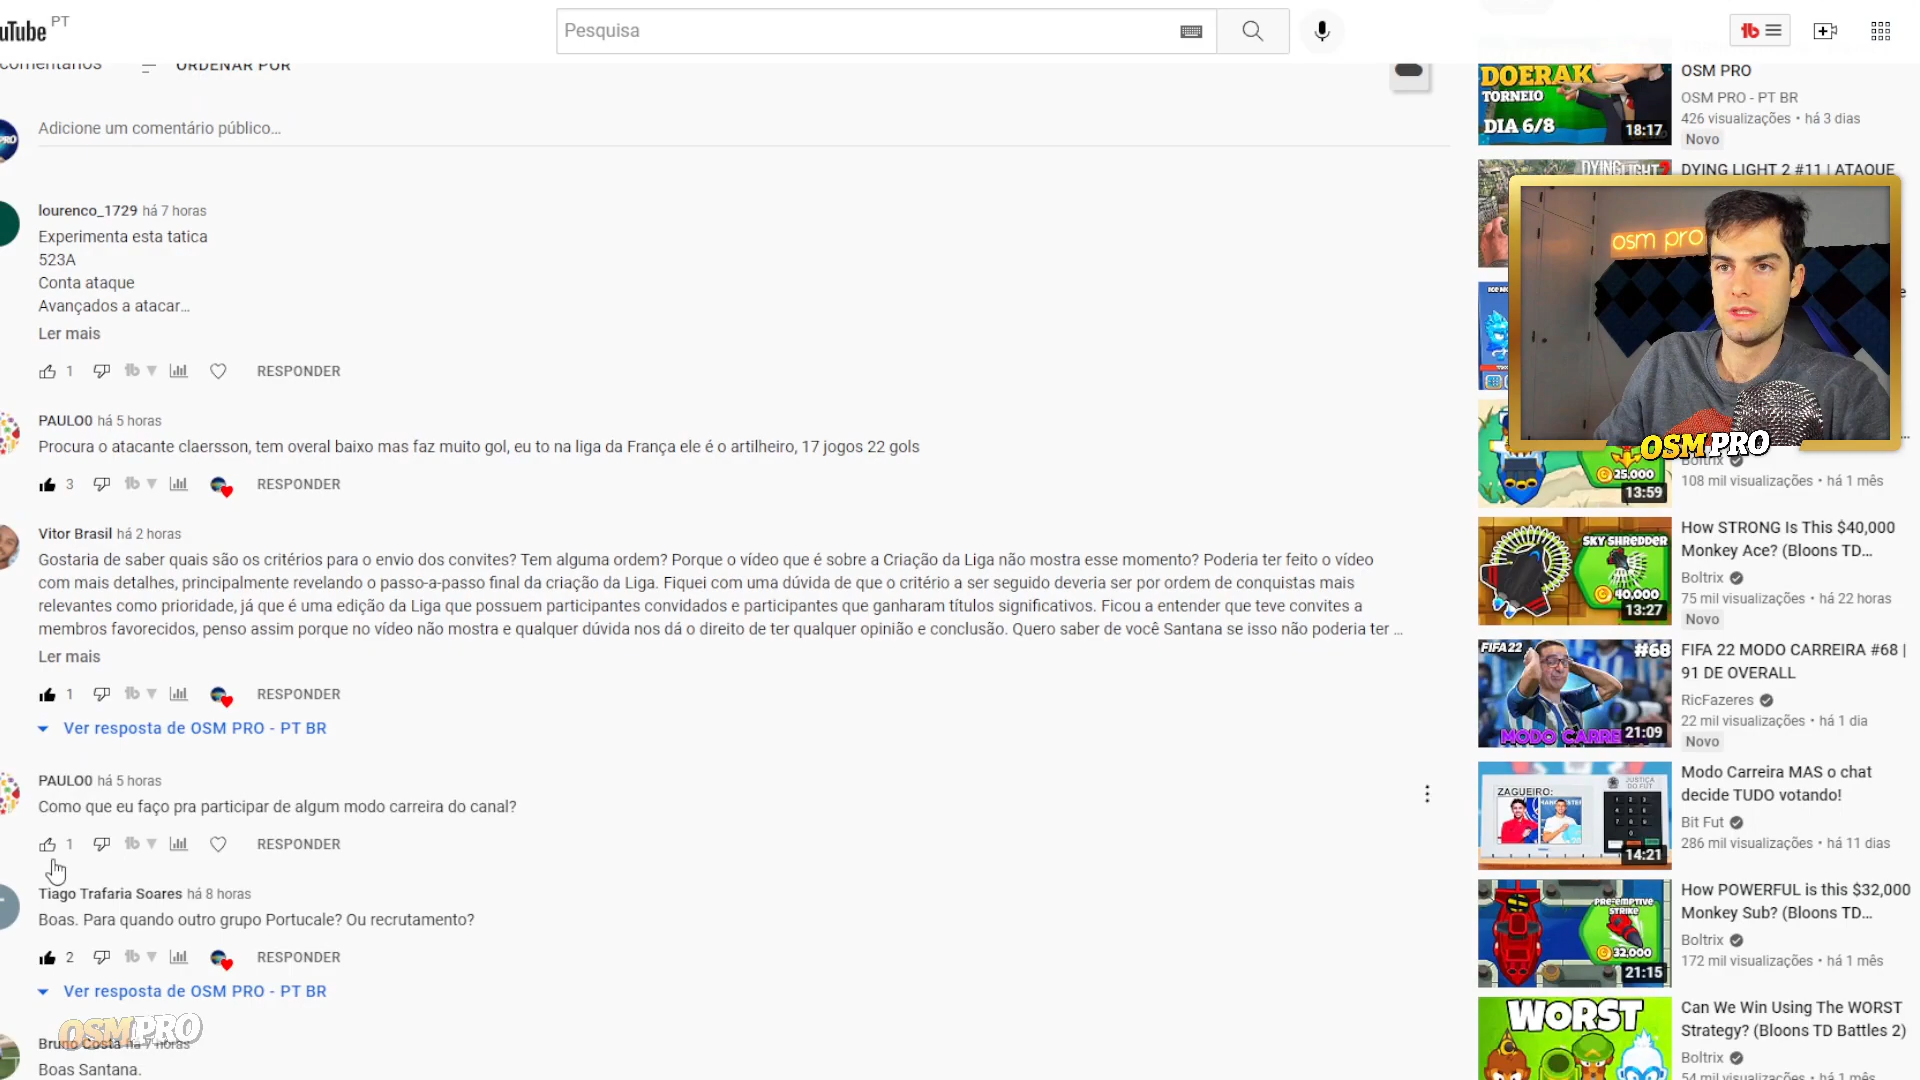 uTube PT
Pesquisa
comentários
ORDENAR POR
Adicione um comentário público...
lourenco_1729 há 7 horas
Experimenta esta tatica
523A
Conta ataque
Avançados a atacar...
Ler mais
1
RESPONDER
PAULO0 há 5 horas
Procura o atacante claersson, tem overal baixo mas faz muito gol, eu to na liga da França ele é o artilheiro, 17 jogos 22 gols
3
RESPONDER
Vitor Brasil há 2 horas
Gostaria de saber quais são os critérios para o envio dos convites? Tem alguma ordem? Porque o vídeo que é sobre a Criação da Liga não mostra esse momento? Poderia ter feito o vídeo
com mais detalhes, principalmente revelando o passo-a-passo final da criação da Liga. Fiquei com uma dúvida de que o critério a ser seguido deveria ser por ordem de conquistas mais
relevantes como prioridade, já que é uma edição da Liga que possuem participantes convidados e participantes que ganharam títulos significativos. Ficou a entender que teve convites a
membros favorecidos, penso assim porque no vídeo não mostra e qualquer dúvida nos dá o direito de ter qualquer opinião e conclusão. Quero saber de você Santana se isso não poderia ter ...
Ler mais
1
RESPONDER
Ver resposta de OSM PRO - PT BR
PAULO0 há 5 horas
Como que eu faço pra participar de algum modo carreira do canal?
1
RESPONDER
Tiago Trafaria Soares há 8 horas
Boas. Para quando outro grupo Portucale? Ou recrutamento?
2
RESPONDER
Ver resposta de OSM PRO - PT BR
OSM PRO
Bruno Costa há 7 horas
Boas Santana.
DOERAK
TORNEIO
DIA 6/8
18:17
OSM PRO
OSM PRO - PT BR
426 visualizações • há 3 dias
Novo
DYING LIGHT 2
DYING LIGHT 2 #11 | ATAQUE
osm pro
OSM PRO
25,000
13:59
Boltrix
108 mil visualizações • há 1 mês
SKY SHREDDER
40,000
13:27
How STRONG Is This $40,000
Monkey Ace? (Bloons TD...
Boltrix
75 mil visualizações • há 22 horas
Novo
FIFA 22
#68
MODO CARRE
21:09
FIFA 22 MODO CARREIRA #68 |
91 DE OVERALL
RicFazeres
22 mil visualizações • há 1 dia
Novo
ZAGUEIRO:
JUSTIÇA
DO FUT
14:21
Modo Carreira MAS o chat
decide TUDO votando!
Bit Fut
286 mil visualizações • há 11 dias
PRE-EMPTIVE
STRIKE
32,000
21:15
How POWERFUL is this $32,000
Monkey Sub? (Bloons TD...
Boltrix
172 mil visualizações • há 1 mês
WORST
Can We Win Using The WORST
Strategy? (Bloons TD Battles 2)
Boltrix
54 mil visualizações • há 1 mês